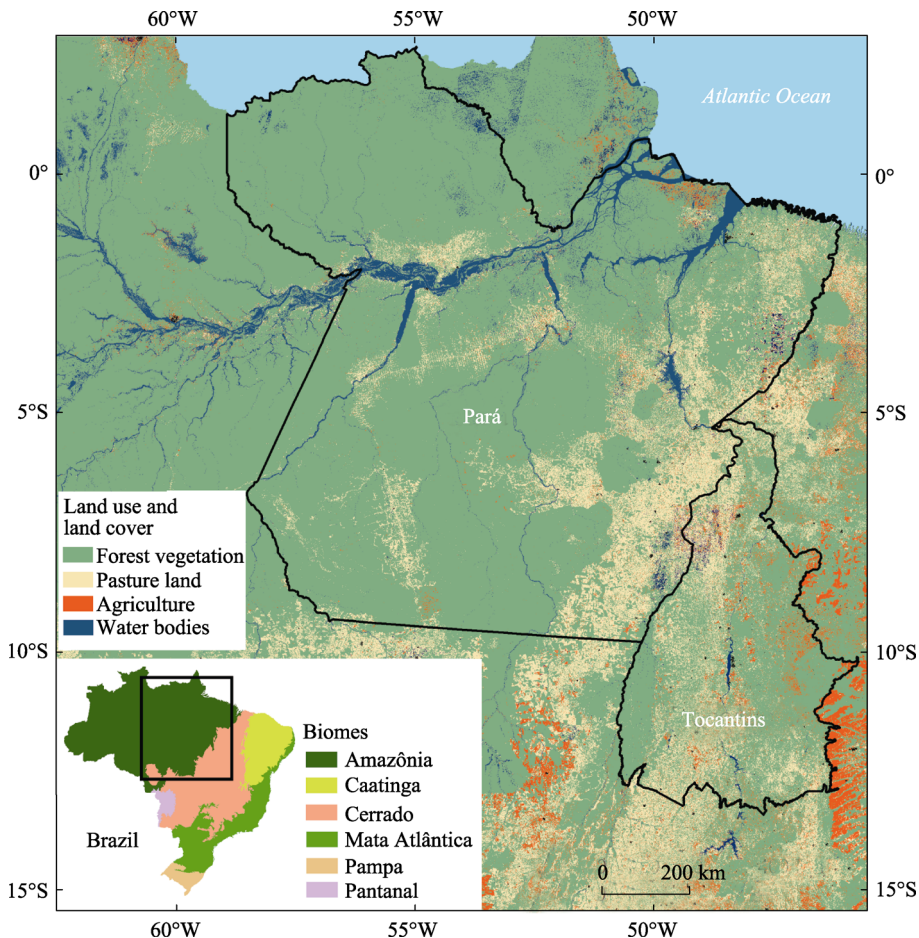 60°W 55°W 50°W
Atlantic Ocean
0° 0°
Pará
5°S 5°S
Land use and
land cover
Forest vegetation
Pasture land
Agriculture
Water bodies
10°S 10°S
Tocantins
Biomes
Amazônia
Caatinga
Cerrado
Mata Atlântica
Pampa
Pantanal
Brazil
0 200 km
15°S 15°S
60°W 55°W 50°W